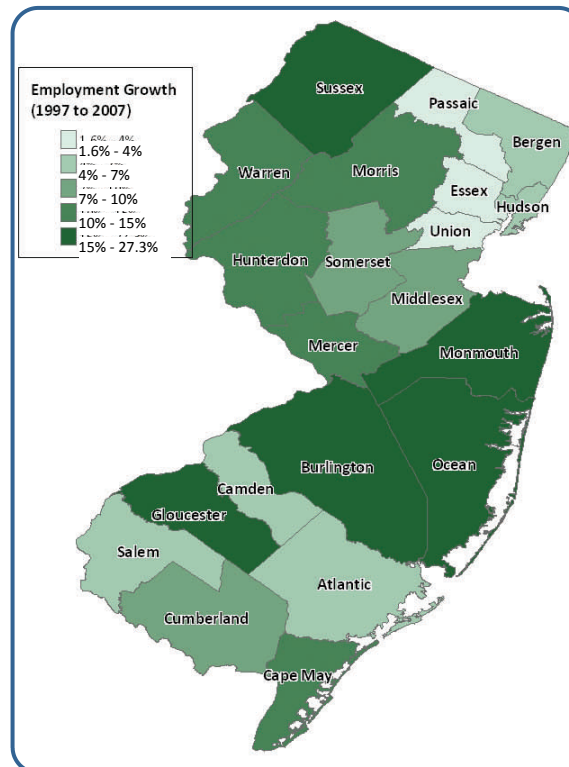 Employment Growth
(1997 to 2007)
1.6% - 4%
4% - 7%
7% - 10%
10% - 15%
15% - 27.3%
Sussex
Passaic
Bergen
Warren
Morris
Essex
Hudson
Union
Hunterdon
Somerset
Middlesex
Mercer
Monmouth
Burlington
Ocean
Camden
Gloucester
Salem
Atlantic
Cumberland
Cape May